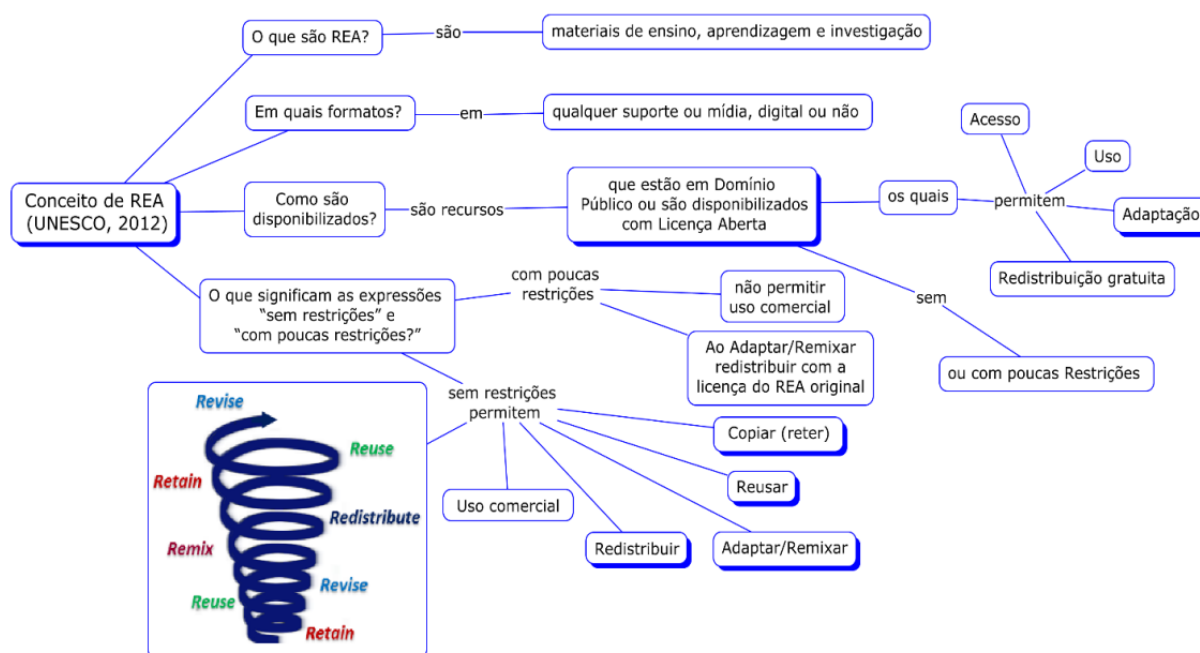 O que são REA?
são
materiais de ensino, aprendizagem e investigação
Em quais formatos?
em
qualquer suporte ou mídia, digital ou não
Conceito de REA
(UNESCO, 2012)
Como são
disponibilizados?
são recursos
que estão em Domínio
Público ou são disponibilizados
com Licença Aberta
os quais
permitem
Acesso
Uso
Adaptação
Redistribuição gratuita
sem
ou com poucas Restrições
O que significam as expressões
“sem restrições” e
“com poucas restrições?”
com poucas
restrições
não permitir
uso comercial
Ao Adaptar/Remixar
redistribuir com a
licença do REA original
sem restrições
permitem
Copiar (reter)
Reusar
Adaptar/Remixar
Redistribuir
Uso comercial
Revise
Reuse
Retain
Redistribute
Remix
Revise
Reuse
Retain